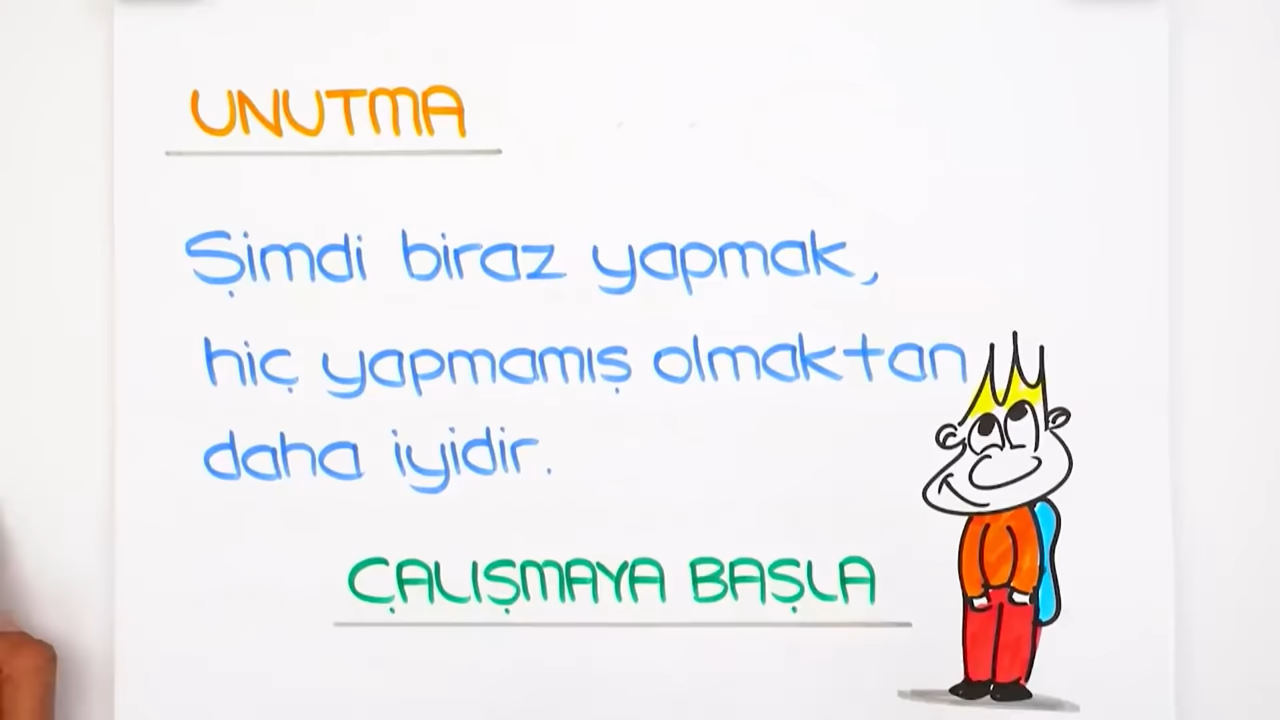 UNUTMA
Şimdi biraz yapmak,
hiç yapmamış olmaktan
daha iyidir.
ÇALIŞMAYA BAŞLA